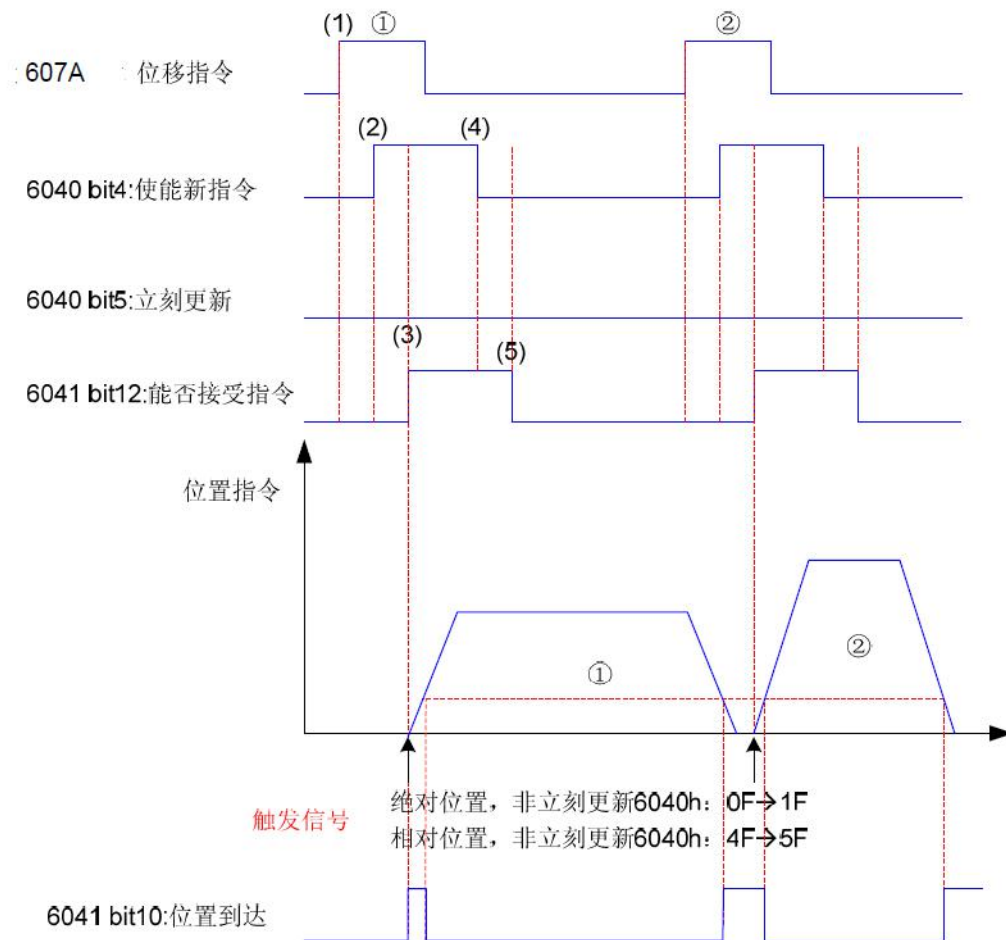 (1) ① ②
607A 位移指令
(2) (4)
6040 bit4:使能新指令
6040 bit5:立刻更新
(3) (5)
6041 bit12:能否接受指令
位置指令
① ②
触发信号
绝对位置，非立刻更新6040h：0F→1F
相对位置，非立刻更新6040h：4F→5F
6041 bit10:位置到达